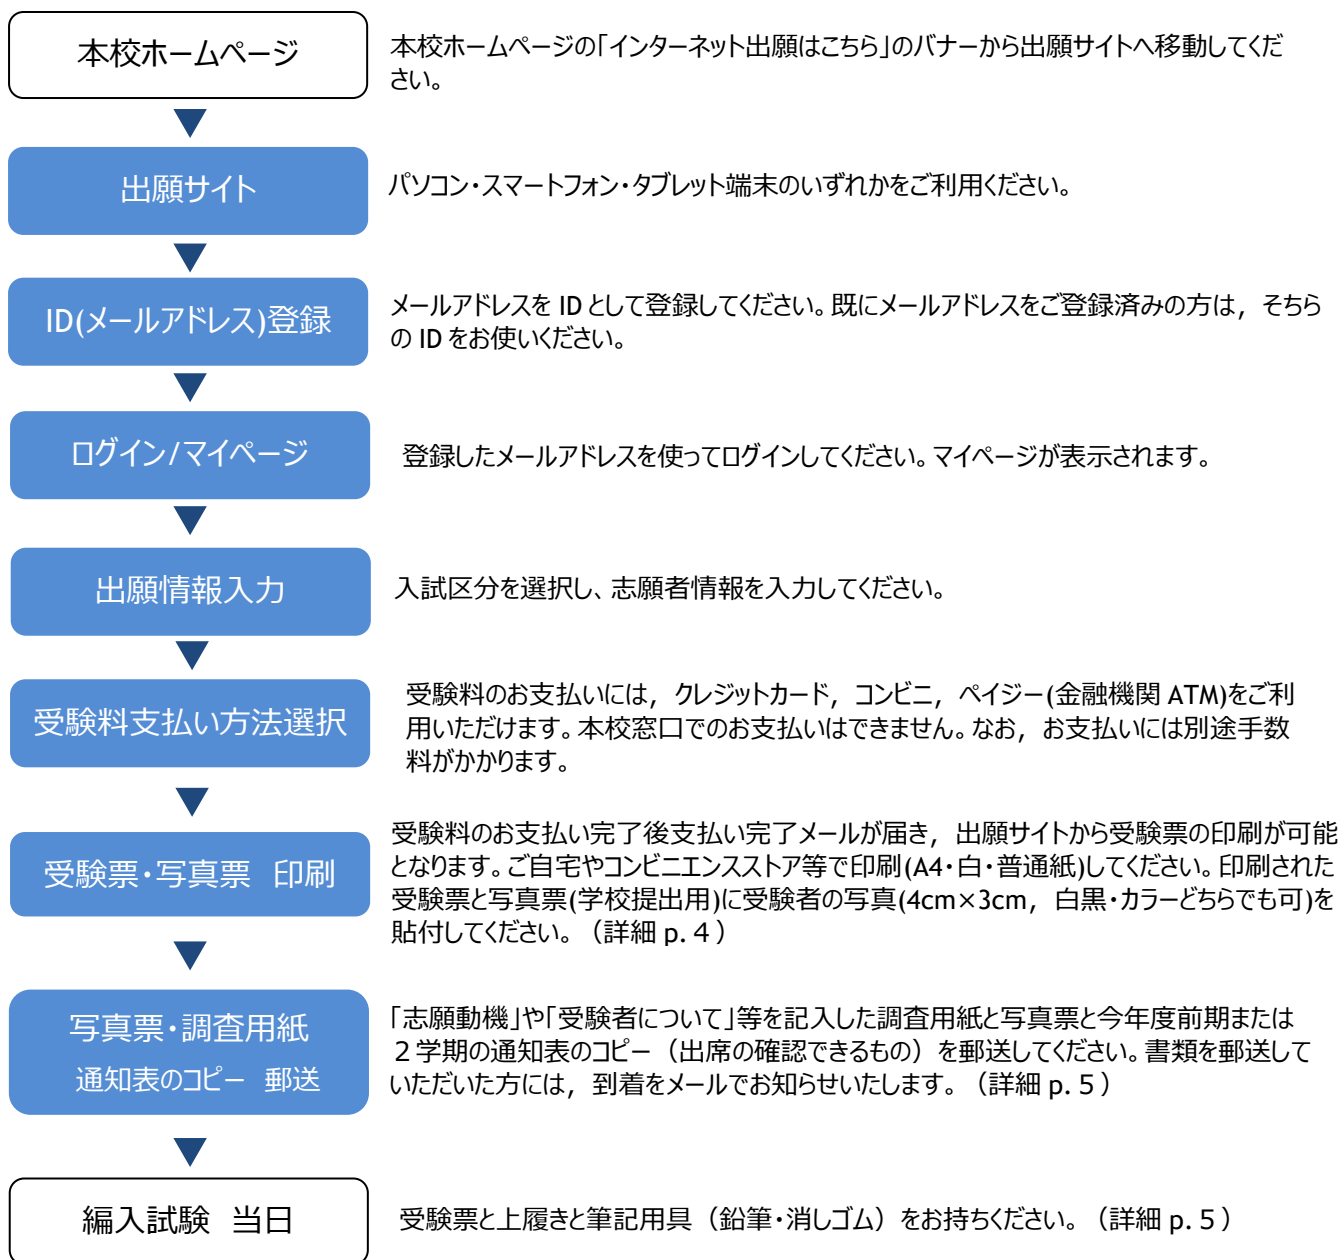 本校ホームページ
本校ホームページの「インターネット出願はこちら」のバナーから出願サイトへ移動してくだ
さい。
出願サイト
パソコン・スマートフォン・タブレット端末のいずれかをご利用ください。
ID(メールアドレス)登録
メールアドレスを ID として登録してください。既にメールアドレスをご登録済みの方は，そちら
の ID をお使いください。
ログイン/マイページ
登録したメールアドレスを使ってログインしてください。マイページが表示されます。
出願情報入力
入試区分を選択し、志願者情報を入力してください。
受験料支払い方法選択
受験料のお支払いには，クレジットカード，コンビニ，ペイジー(金融機関 ATM)をご利
用いただけます。本校窓口でのお支払いはできません。なお，お支払いには別途手数
料がかかります。
受験票・写真票　印刷
受験料のお支払い完了後支払い完了メールが届き，出願サイトから受験票の印刷が可能
となります。ご自宅やコンビニエンスストア等で印刷(A4・白・普通紙)してください。印刷された
受験票と写真票(学校提出用)に受験者の写真(4cm×3cm，白黒・カラーどちらでも可)を
貼付してください。（詳細 p.４）
写真票・調査用紙
通知表のコピー　郵送
「志願動機」や「受験者について」等を記入した調査用紙と写真票と今年度前期または
２学期の通知表のコピー（出席の確認できるもの）を郵送してください。書類を郵送して
いただいた方には，到着をメールでお知らせいたします。（詳細 p.５）
編入試験　当日
受験票と上履きと筆記用具（鉛筆・消しゴム）をお持ちください。（詳細 p.５）